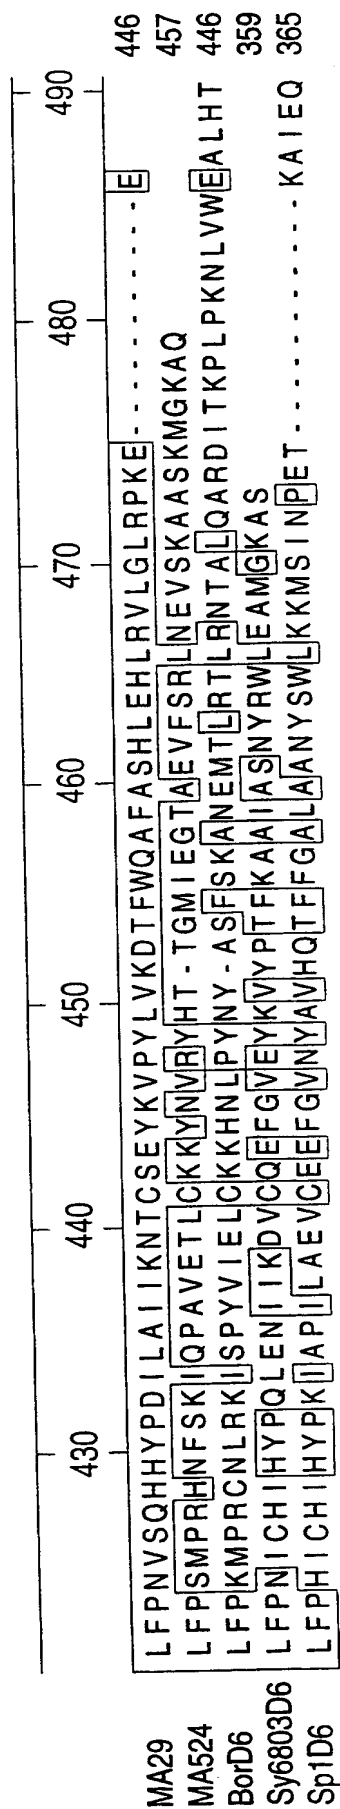 430 440 450 460 470 480 490
MA29 LFPNVSQHHYPDILAIIKNTCSEYKVPYLVKDTFWQAFASHLEHLRVLGLRPKE-----------E 446
MA524 LFPSMPRHNFSKIQPAVETLCKKYNVRYHT-TGMIEGTAEVFSRLNEVSKAASKMGKAQ 457
BorD6 LFPKMPRCNLRKISPYVIELCKKHNLPYNY-ASFSKANEMTLRTLRNTALQARDITKPLPKNLVWEALHT 446
Sy6803D6 LFPNICHIHYPQLENIIKDVCQEFGVEYKVYPTFKAAIASNYRWLEAMGKAS 359
Sp1D6 LFPHICHIHYPKIAPILAEVCEEFGVNYAVHQTFFGALAANYSWLKKMSINPET-----------KAIEQ 365